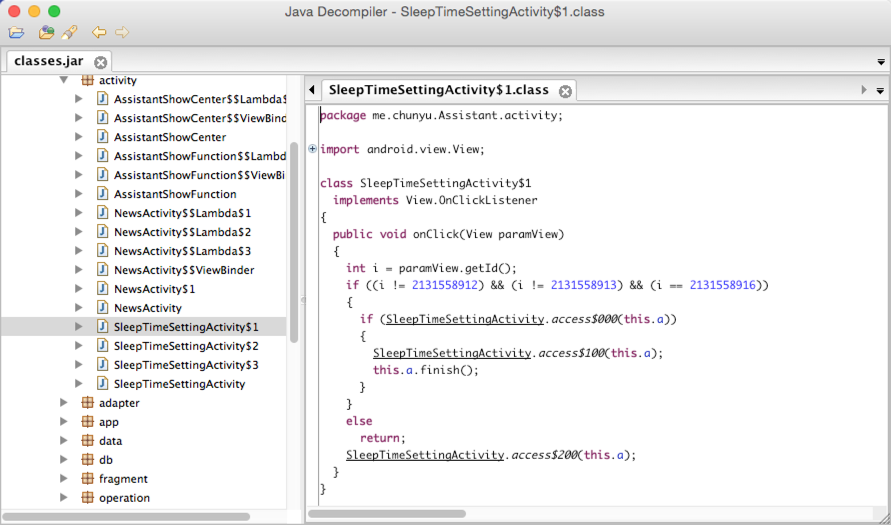 Java Decompiler - SleepTimeSettingActivity$1.class
classes.jar
activity
AssistantShowCenter$$Lambda$
AssistantShowCenter$$ViewBind
AssistantShowCenter
AssistantShowFunction$$Lambd
AssistantShowFunction$$ViewBi
AssistantShowFunction
NewsActivity$$Lambda$1
NewsActivity$$Lambda$2
NewsActivity$$Lambda$3
NewsActivity$$ViewBinder
NewsActivity$1
NewsActivity
SleepTimeSettingActivity$1
SleepTimeSettingActivity$2
SleepTimeSettingActivity$3
SleepTimeSettingActivity
adapter
app
data
db
fragment
operation
SleepTimeSettingActivity$1.class
package me.chunyu.Assistant.activity;
import android.view.View;
class SleepTimeSettingActivity$1
implements View.OnClickListener
{
public void onClick(View paramView)
{
int i = paramView.getId();
if ((i != 2131558912) && (i != 2131558913) && (i == 2131558916))
{
if (SleepTimeSettingActivity.access$000(this.a))
{
SleepTimeSettingActivity.access$100(this.a);
this.a.finish();
}
}
else
return;
SleepTimeSettingActivity.access$200(this.a);
}
}